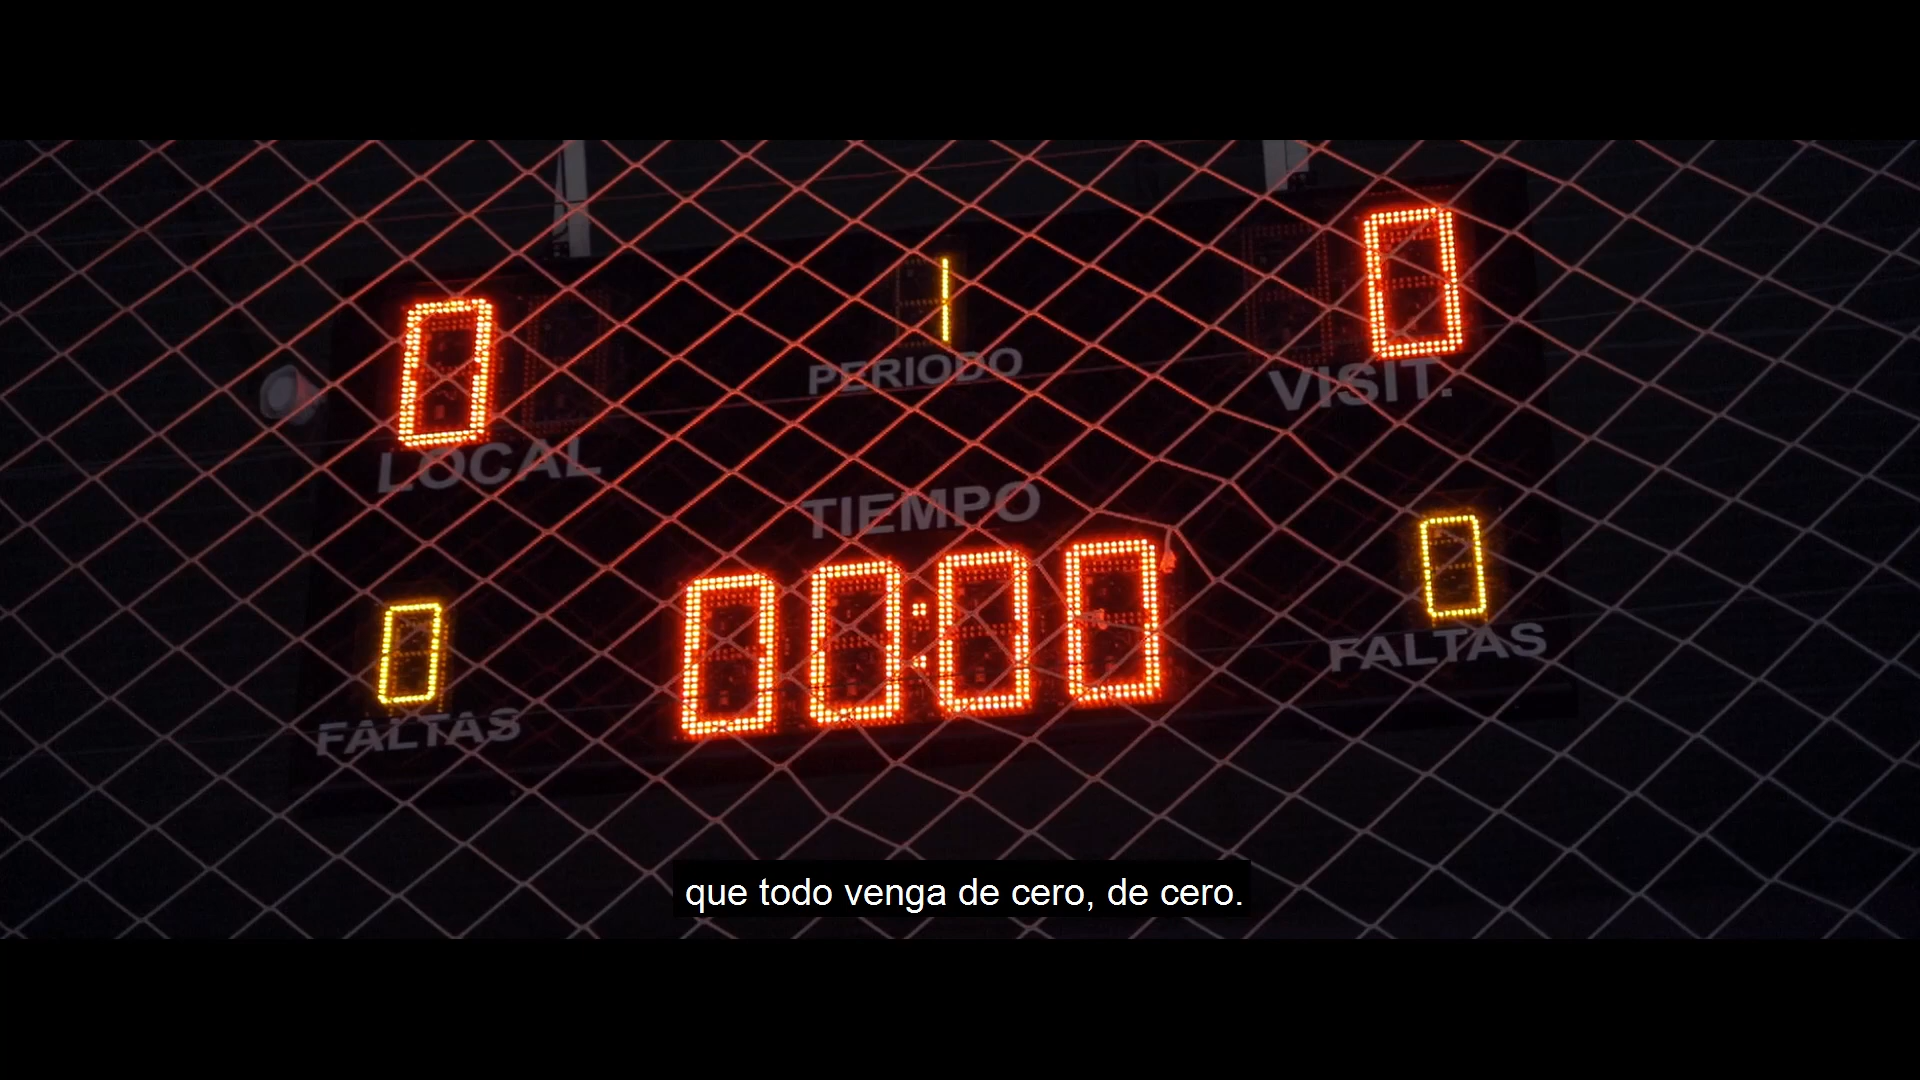 0 1 0
LOCAL PERIODO VISIT.
TIEMPO
0 00:00 0
FALTAS FALTAS
que todo venga de cero, de cero.